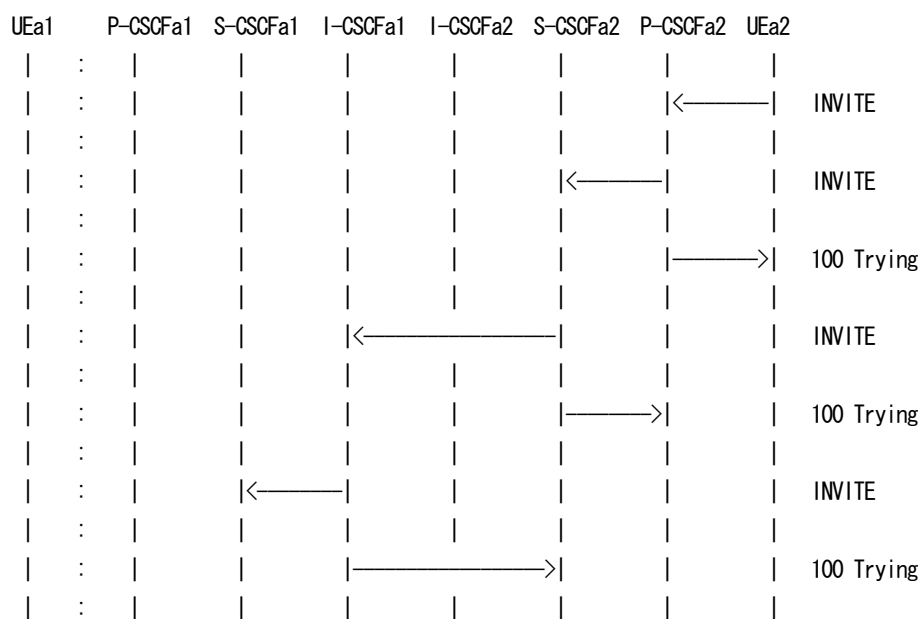 UEa1 P-CSCFa1 S-CSCFa1 I-CSCFa1 I-CSCFa2 S-CSCFa2 P-CSCFa2 UEa2
INVITE
INVITE
100 Trying
INVITE
100 Trying
INVITE
100 Trying